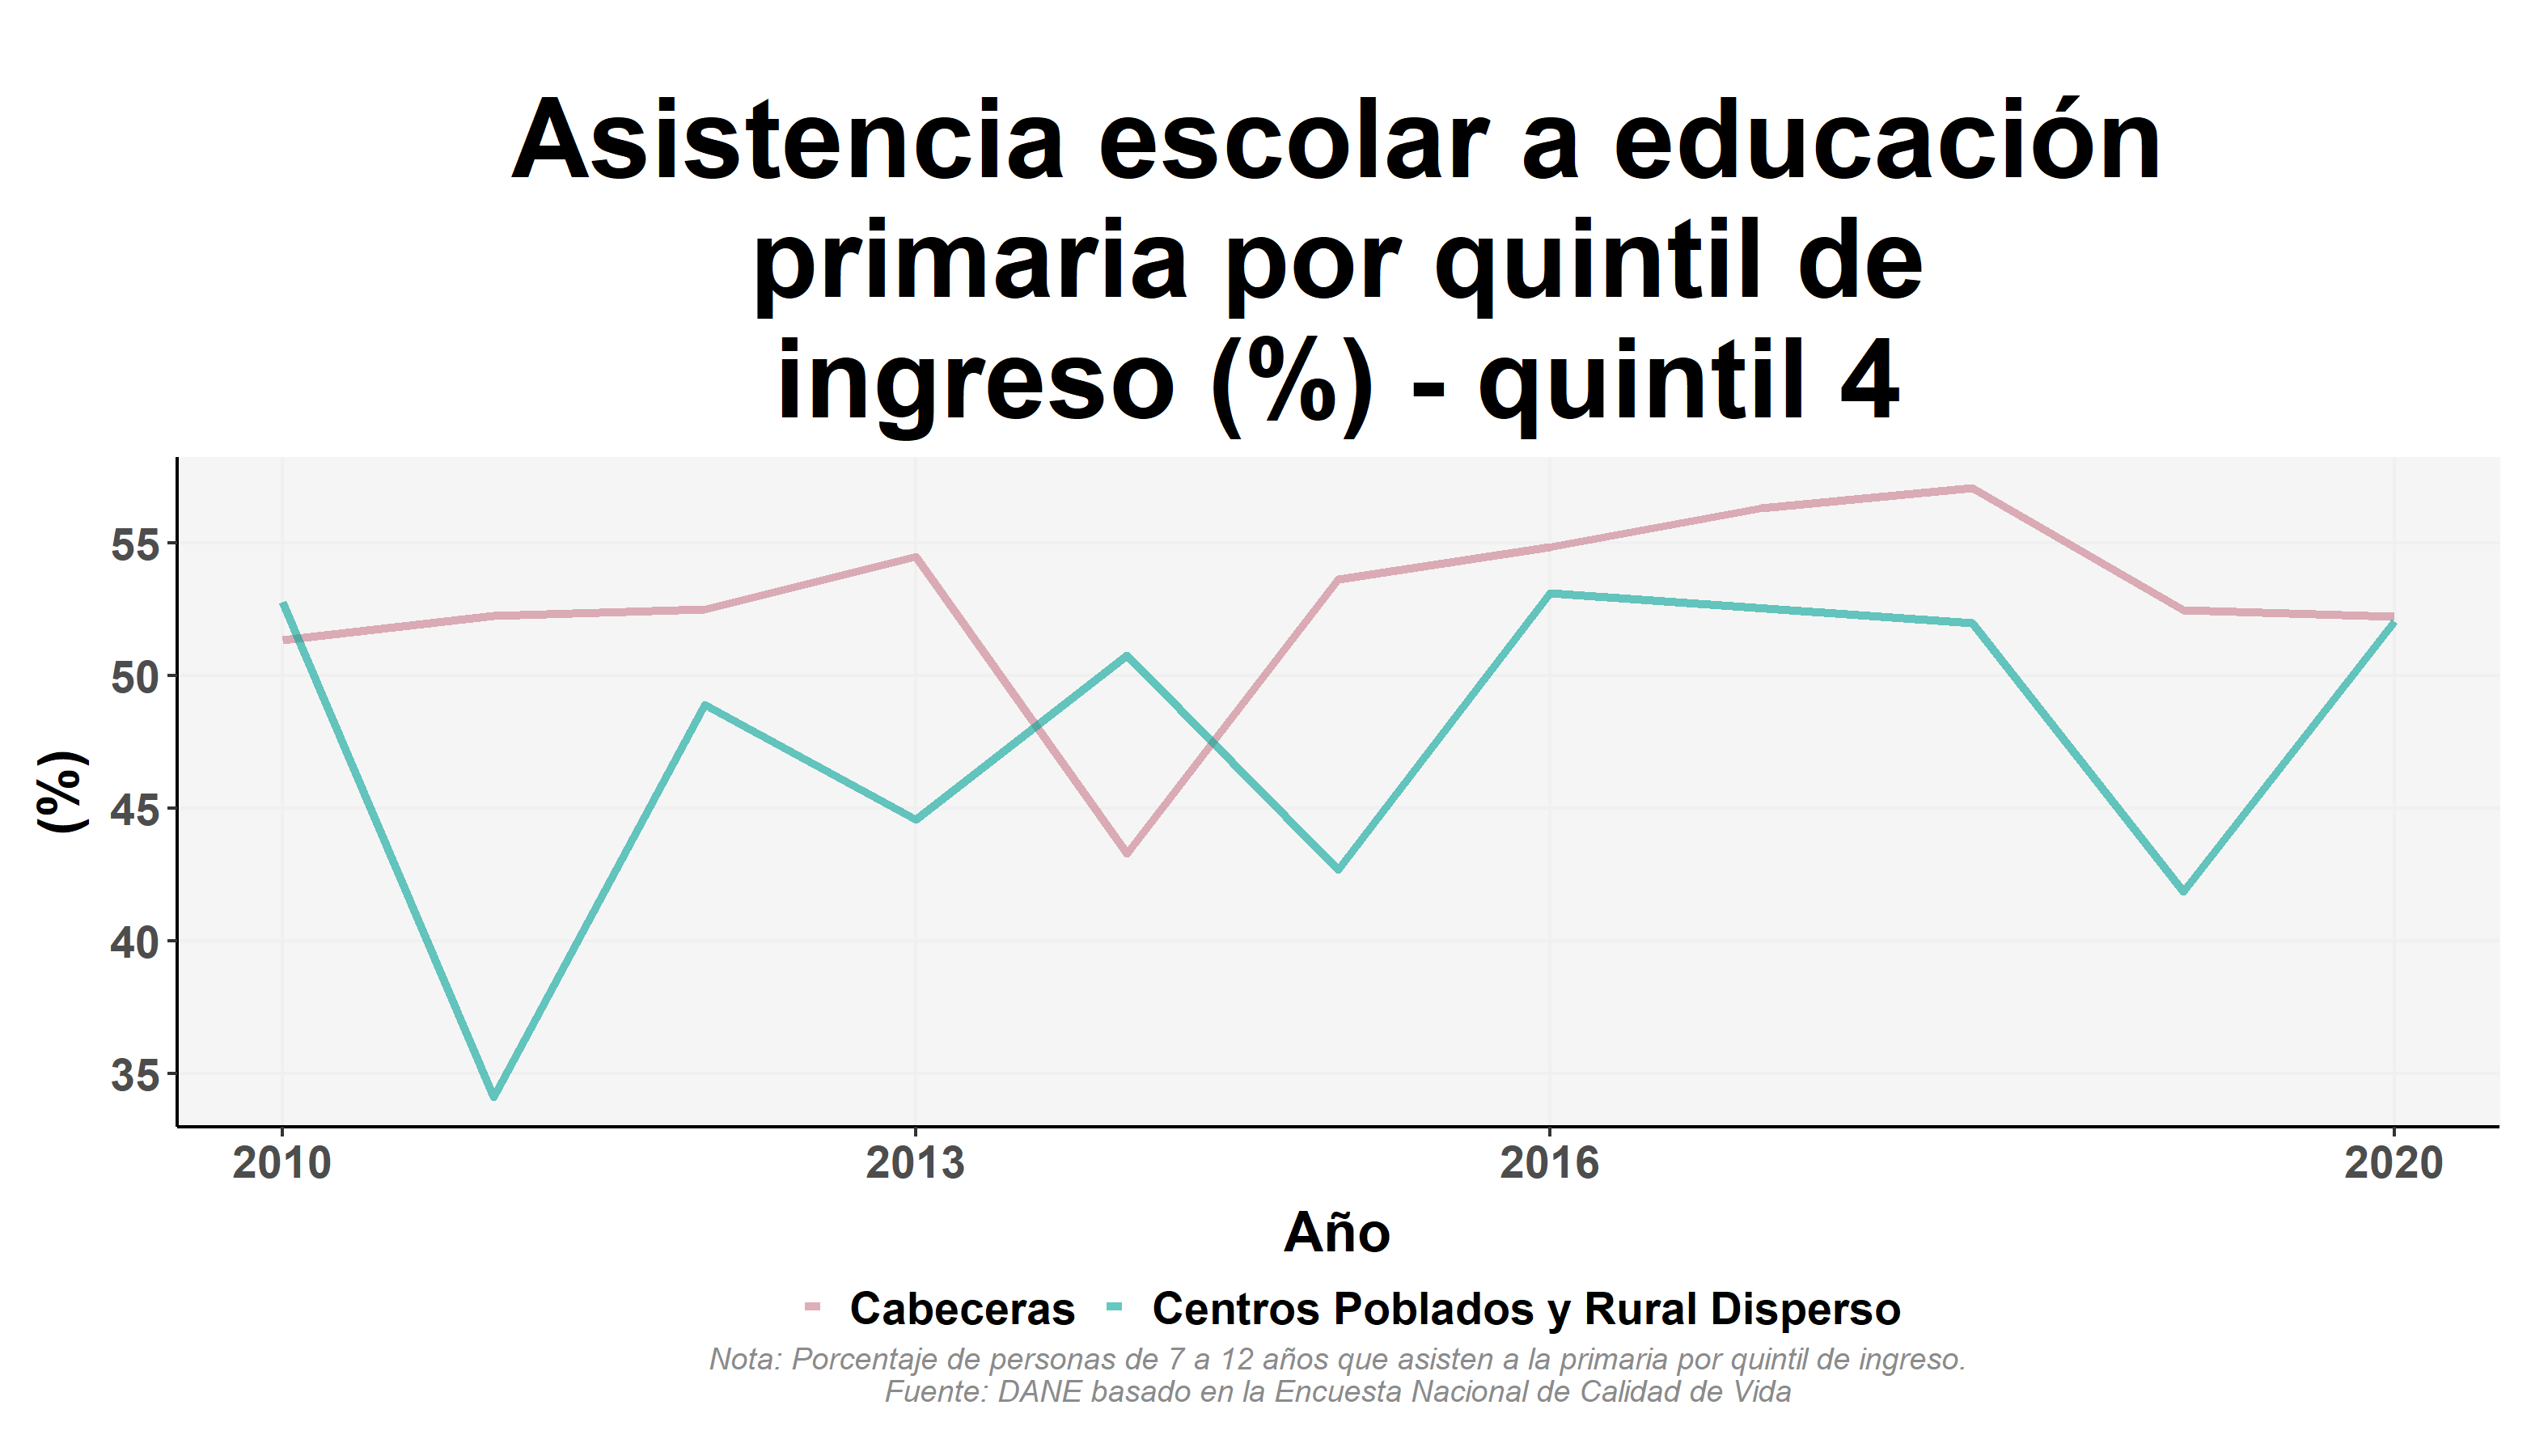 Asistencia escolar a educación
primaria por quintil de
ingreso (%) - quintil 4
(%)
55
50
45
40
35
2010 2013 2016 2020
Año
Cabeceras Centros Poblados y Rural Disperso
Nota: Porcentaje de personas de 7 a 12 años que asisten a la primaria por quintil de ingreso.
Fuente: DANE basado en la Encuesta Nacional de Calidad de Vida